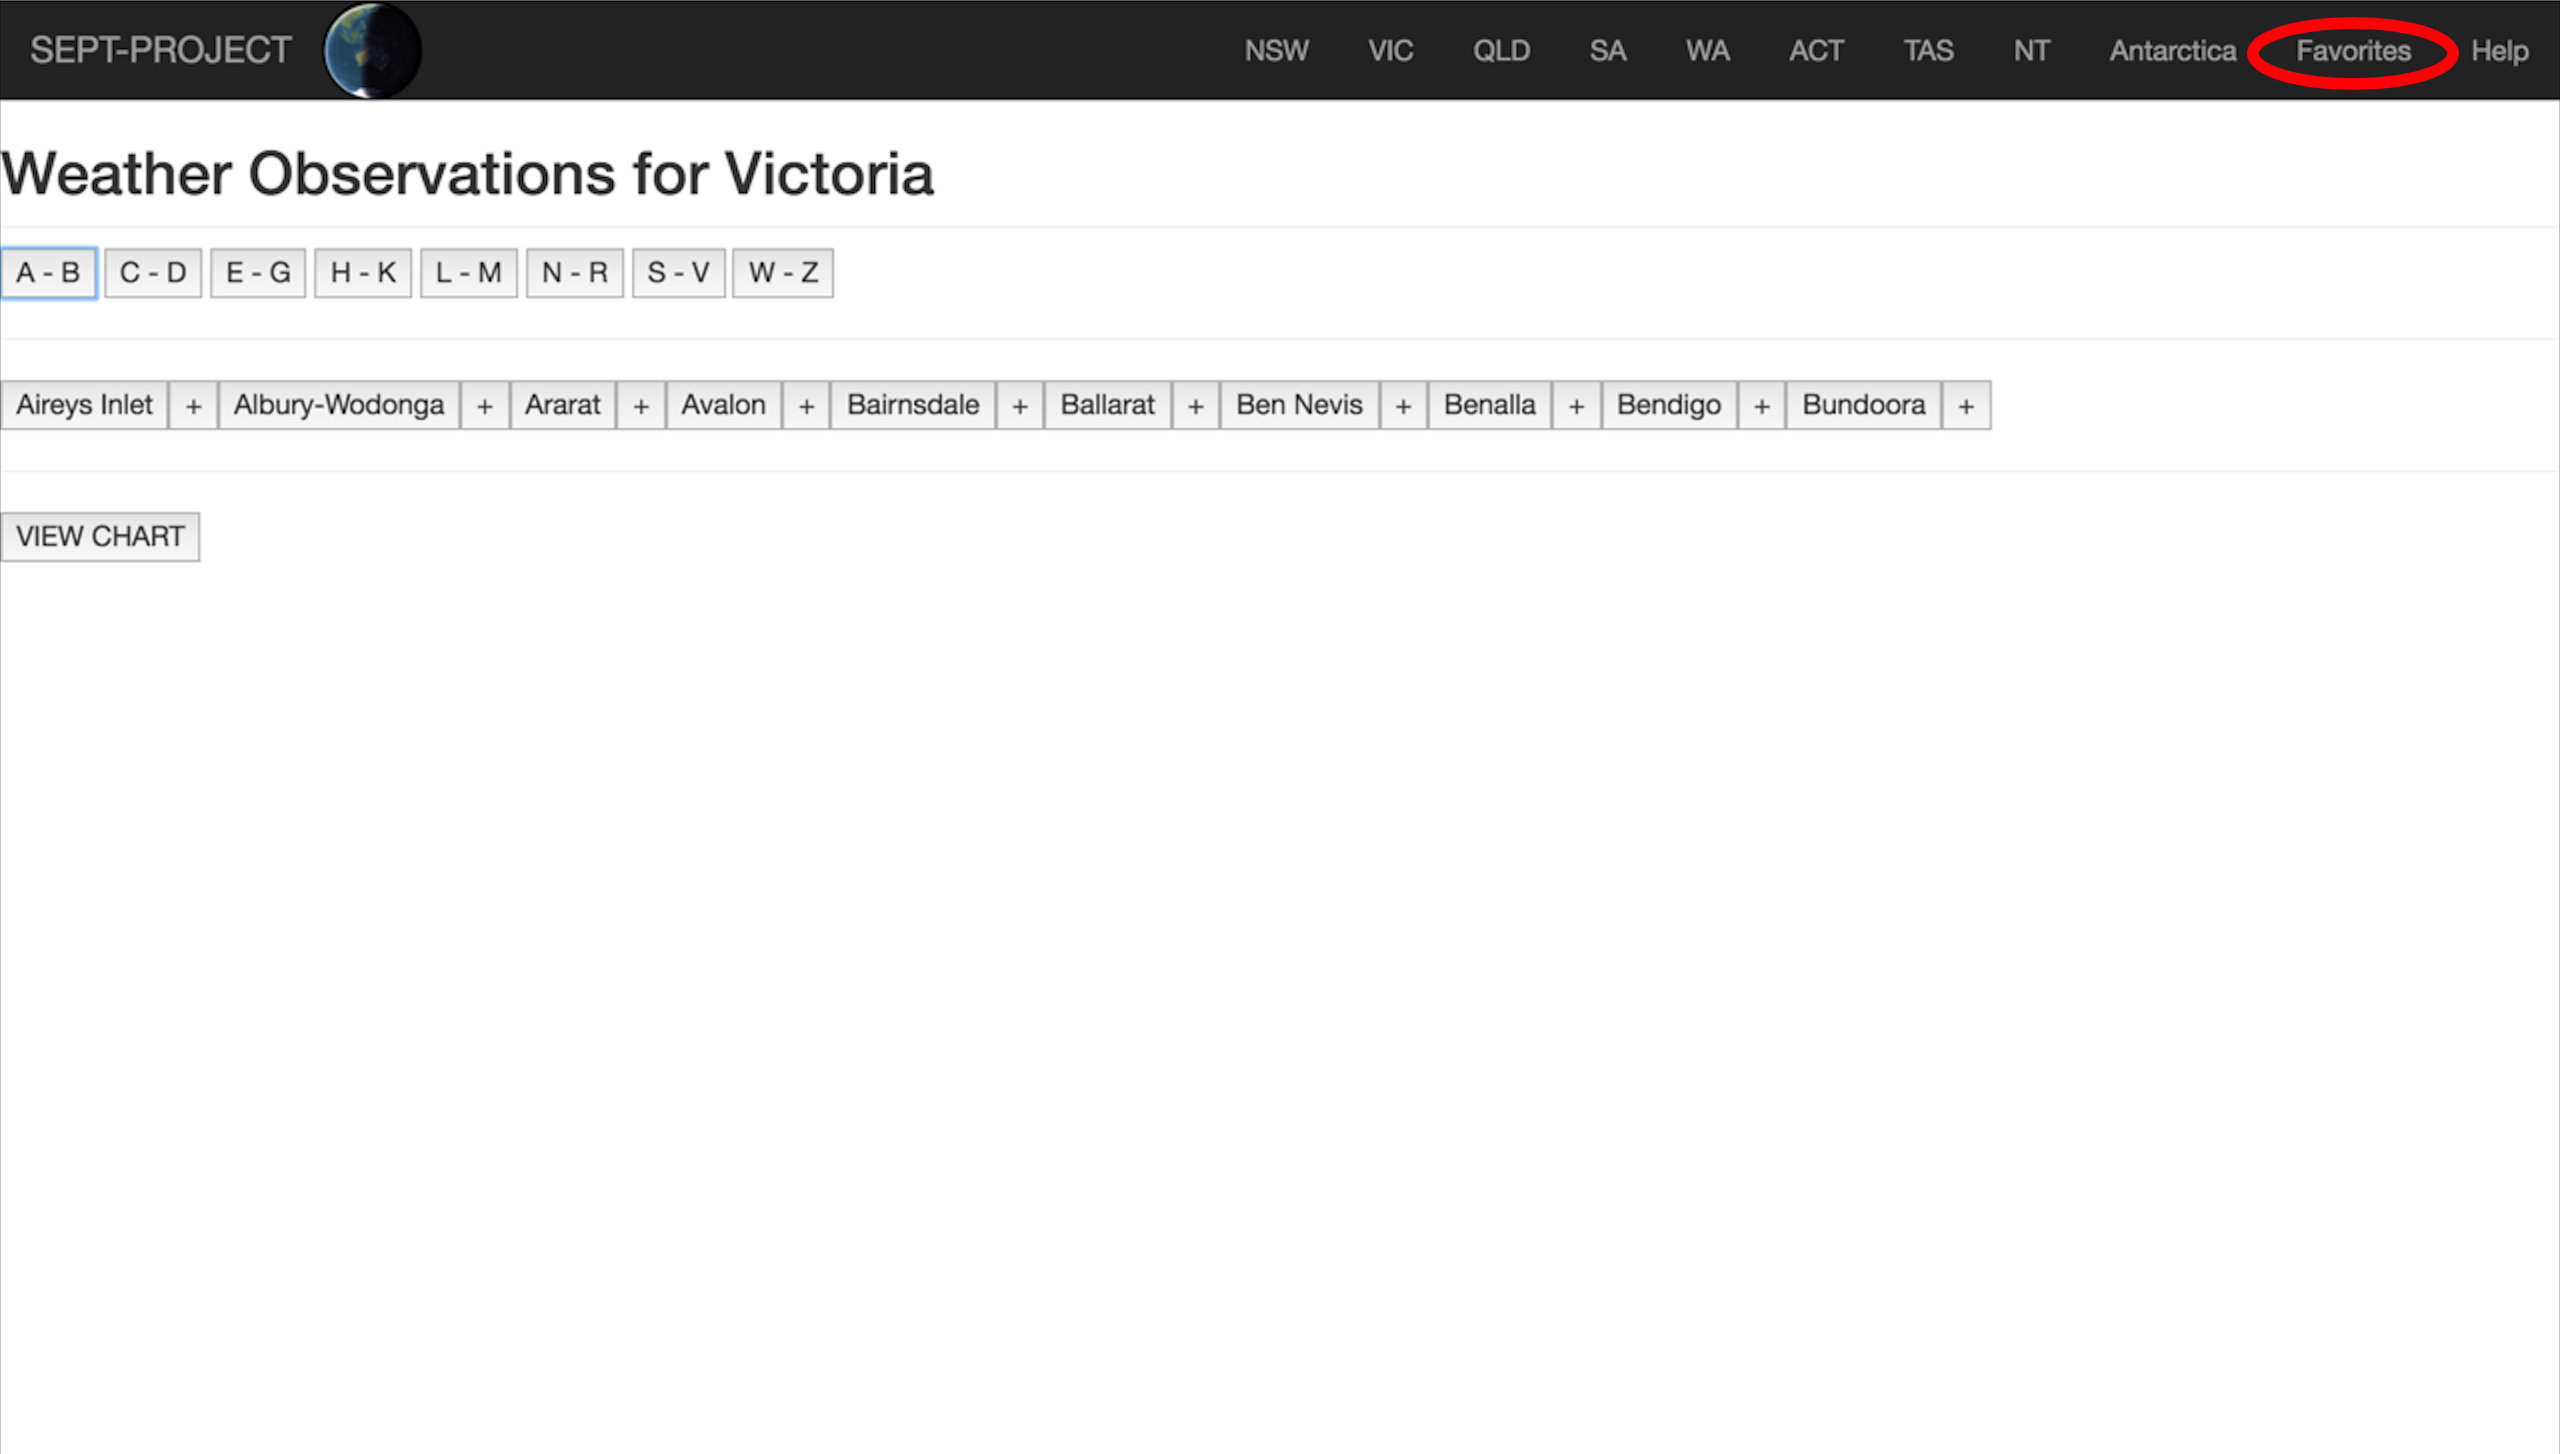 SEPT-PROJECT NSW VIC QLD SA WA ACT TAS NT Antarctica Favorites Help
Weather Observations for Victoria
A - B C - D E - G H - K L - M N - R S - V W - Z
Aireys Inlet + Albury-Wodonga + Ararat + Avalon + Bairnsdale + Ballarat + Ben Nevis + Benalla + Bendigo + Bundoora +
VIEW CHART